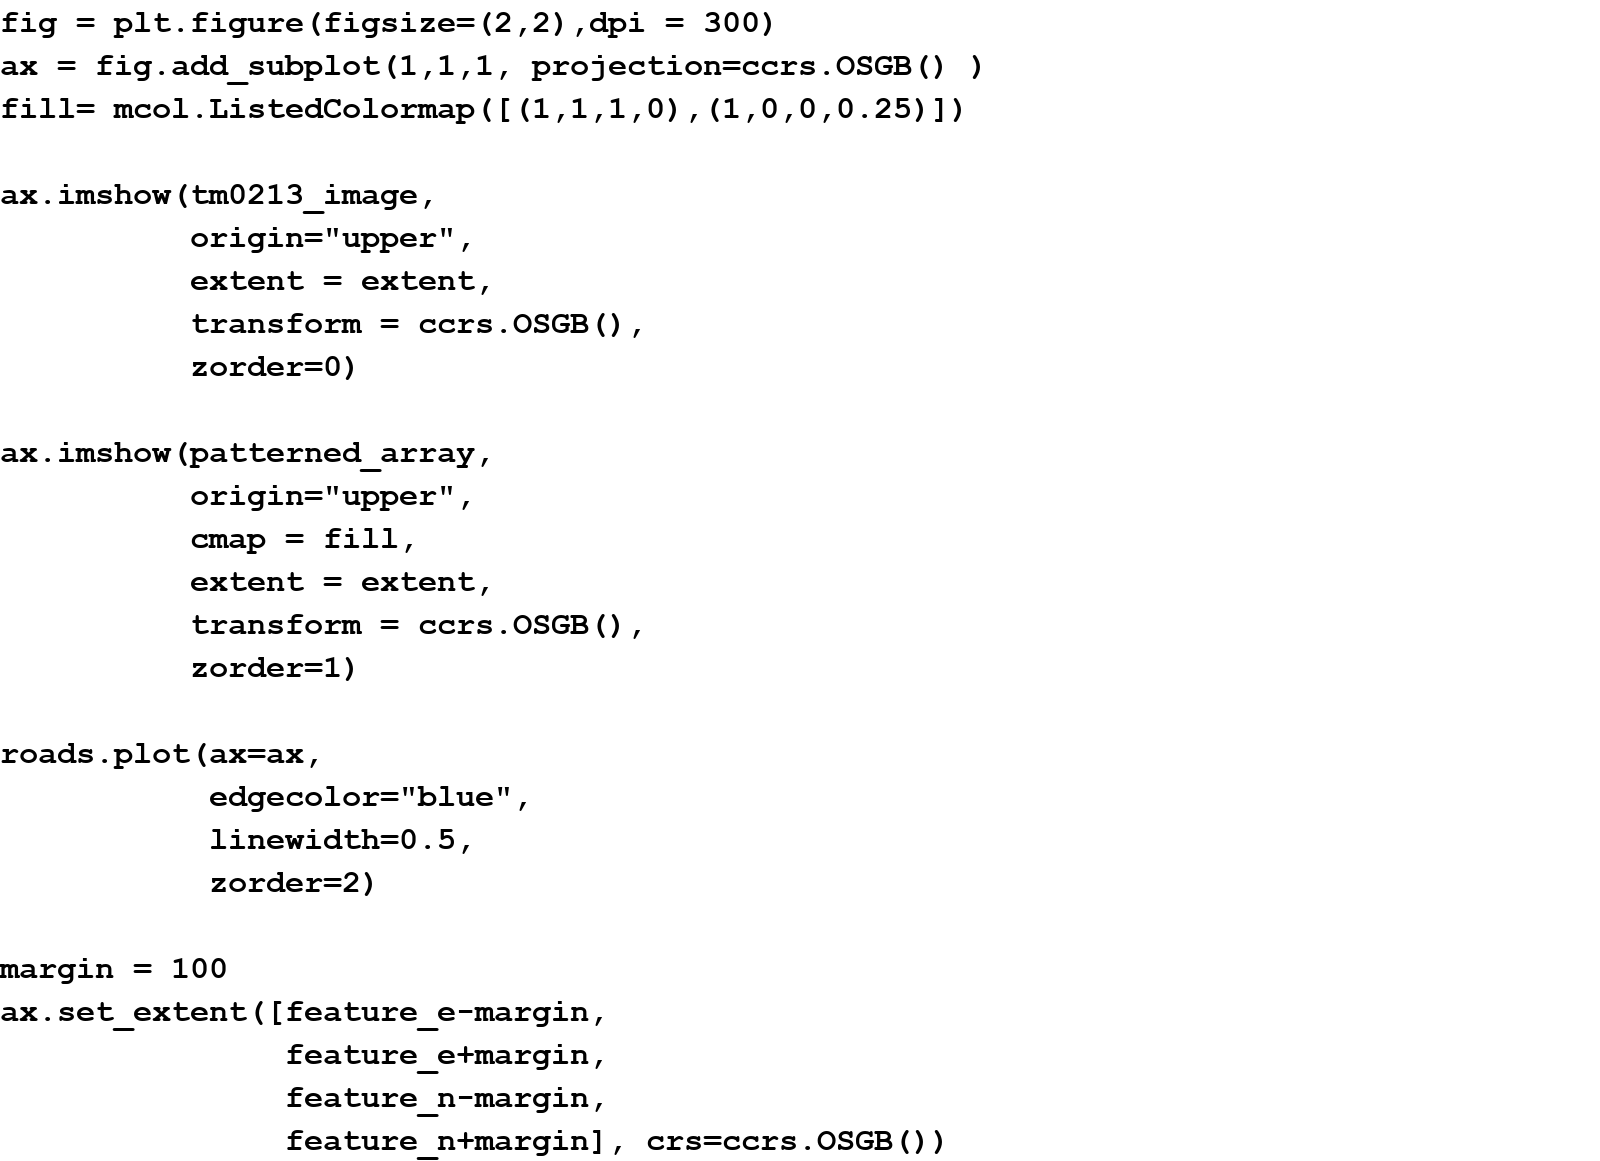 fig = plt.figure(figsize=(2,2),dpi = 300)
ax = fig.add_subplot(1,1,1, projection=ccrs.OSGB() )
fill= mcol.ListedColormap([(1,1,1,0),(1,0,0,0.25)])

ax.imshow(tm0213_image,
          origin="upper",
          extent = extent,
          transform = ccrs.OSGB(),
          zorder=0)

ax.imshow(patterned_array,
          origin="upper",
          cmap = fill,
          extent = extent,
          transform = ccrs.OSGB(),
          zorder=1)

roads.plot(ax=ax,
           edgecolor="blue",
           linewidth=0.5,
           zorder=2)

margin = 100
ax.set_extent([feature_e-margin,
               feature_e+margin,
               feature_n-margin,
               feature_n+margin], crs=ccrs.OSGB())